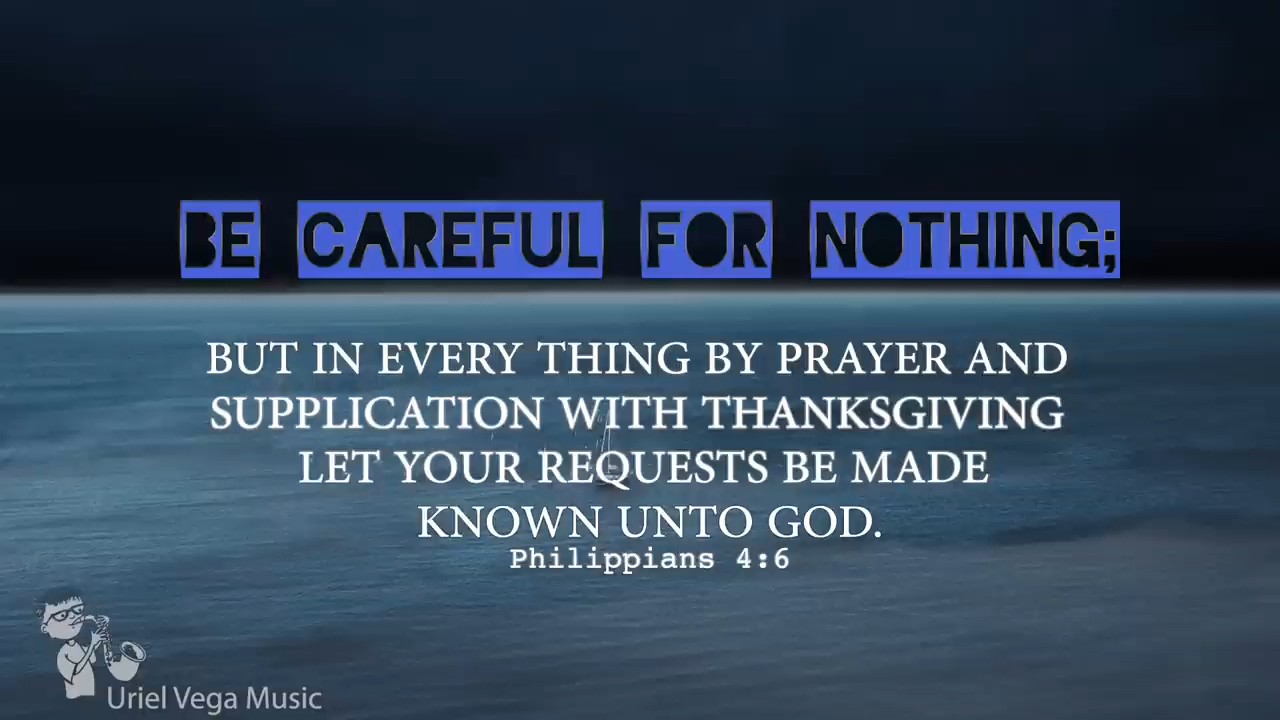 BE CAREFUL FOR NOTHING;
BUT IN EVERY THING BY PRAYER AND
SUPPLICATION WITH THANKSGIVING
LET YOUR REQUESTS BE MADE
KNOWN UNTO GOD.
Philippians 4:6
Uriel Vega Music